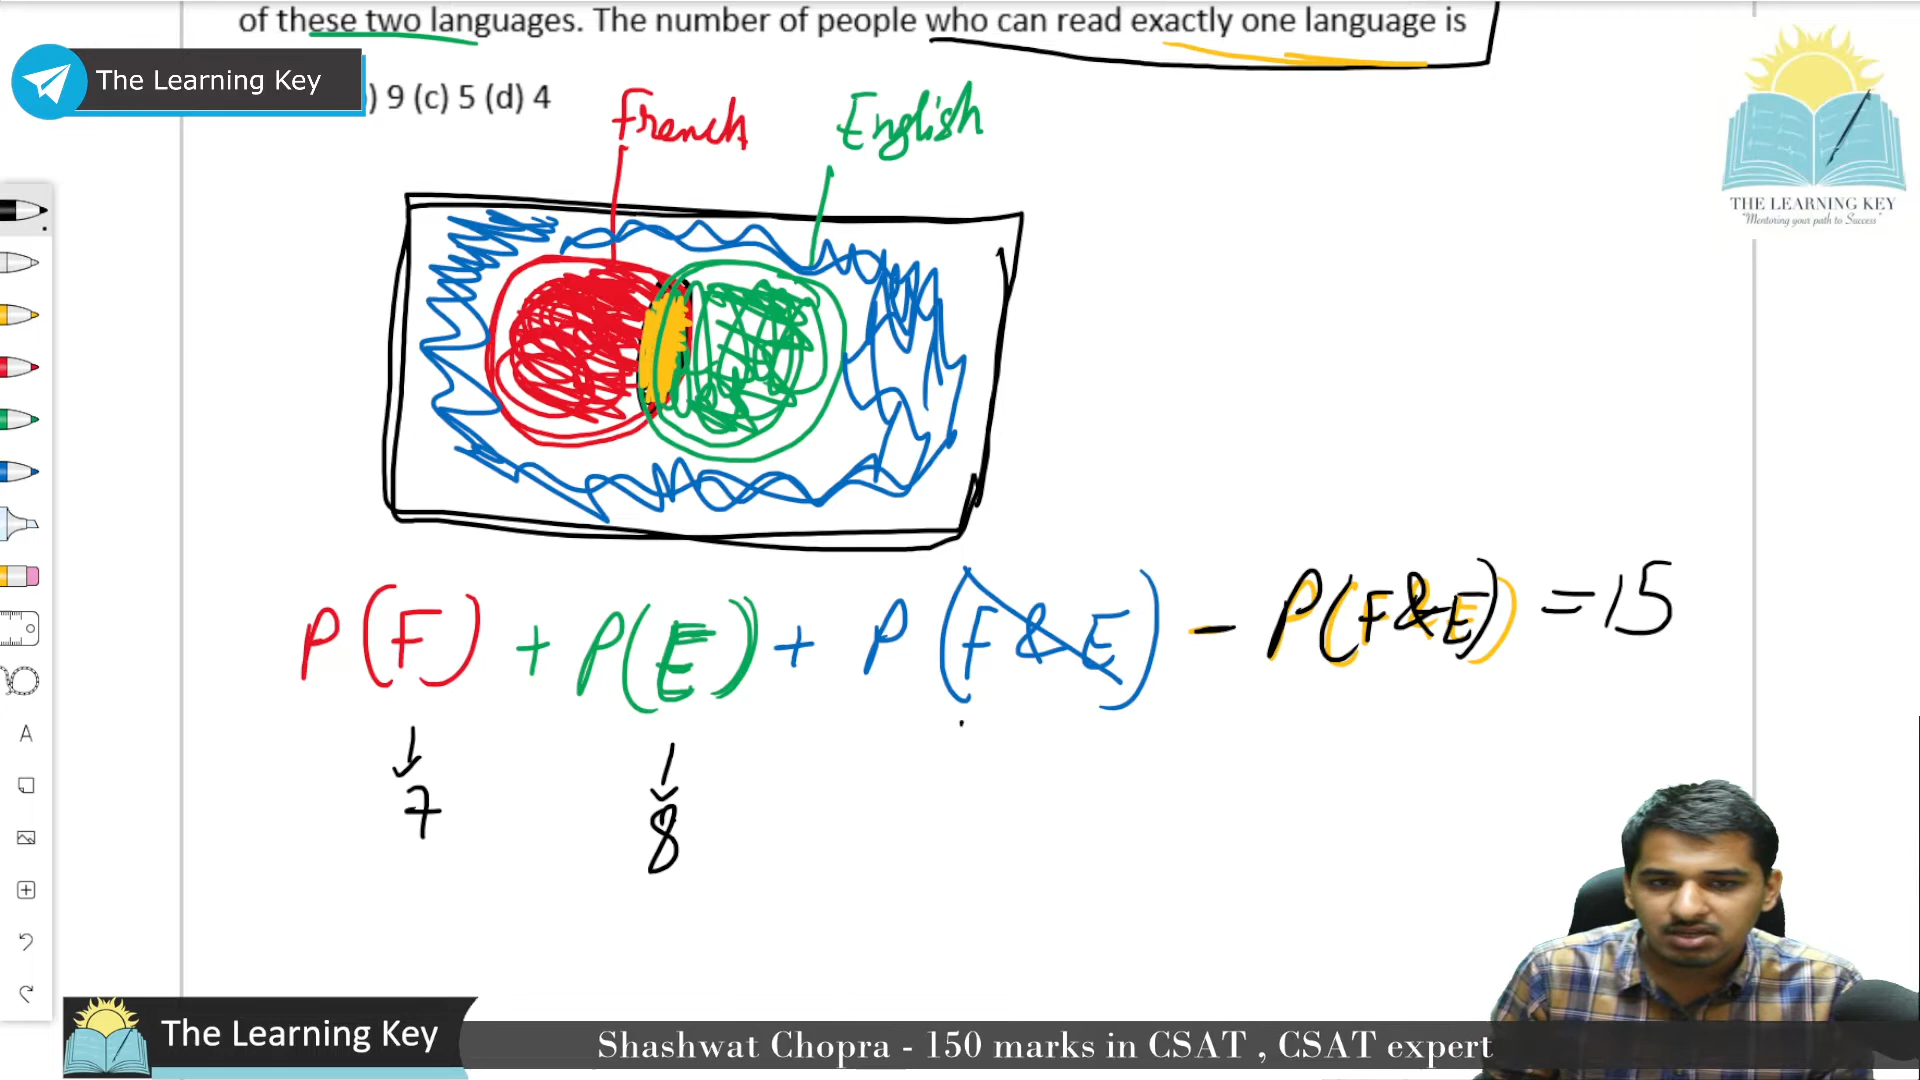 of these two languages. The number of people who can read exactly one language is
The Learning Key
) 9 (c) 5 (d) 4
French
English
THE LEARNING KEY
"Mentoring your path to Success"
P(F) + P(E) + P(F & E) - P(F & E) = 15
7
8
A
The Learning Key
Shashwat Chopra - 150 marks in CSAT , CSAT expert